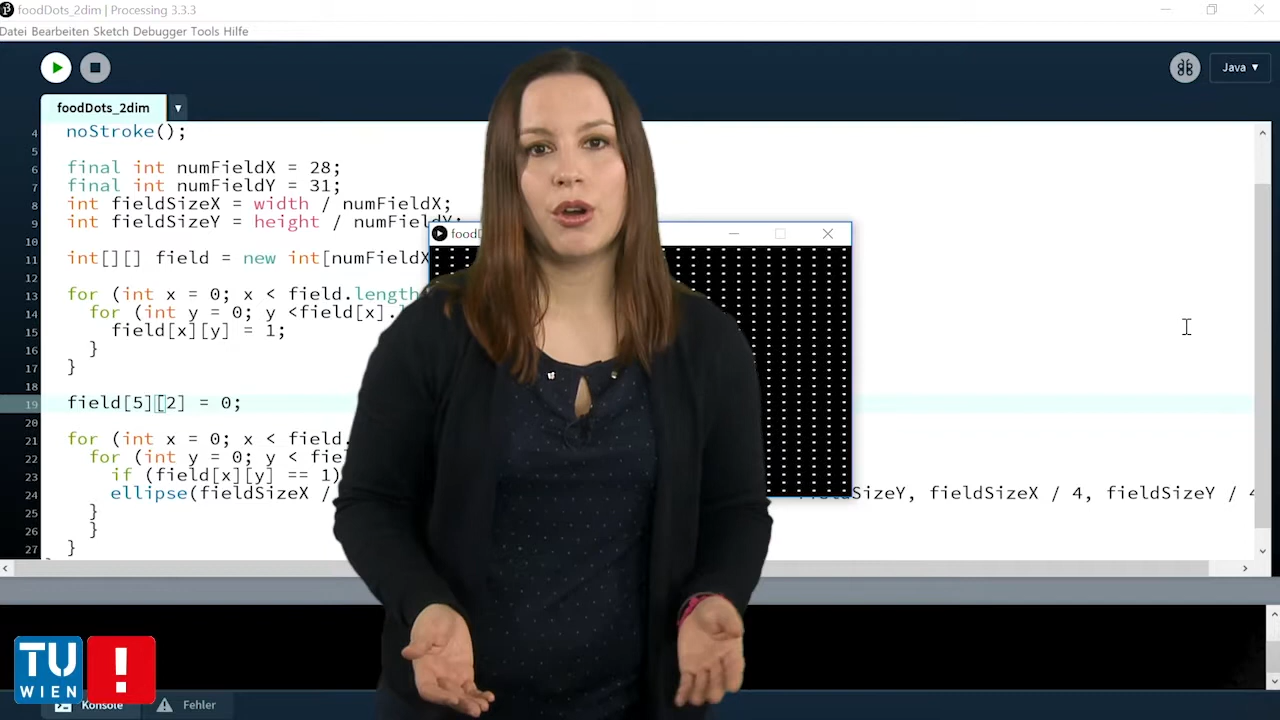 foodDots_2dim | Processing 3.3.3
Datei Bearbeiten Sketch Debugger Tools Hilfe
Java ▾
foodDots_2dim ▾
4 noStroke();
5
6 final int numFieldX = 28;
7 final int numFieldY = 31;
8 int fieldSizeX = width / numFieldX;
9 int fieldSizeY = height / numFieldY;
foodD
10
11 int[][] field = new int[numFieldX
12
13 for (int x = 0; x < field.length
14 for (int y = 0; y <field[x].
15 field[x][y] = 1;
16 }
17 }
18
19 field[5][2] = 0;
20
21 for (int x = 0; x < field.
22 for (int y = 0; y < fie
23 if (field[x][y] == 1)
24 ellipse(fieldSizeX / fieldSizeY, fieldSizeX / 4, fieldSizeY / 4
25 }
26 }
27 }
TU
WIEN
!
Konsole Fehler